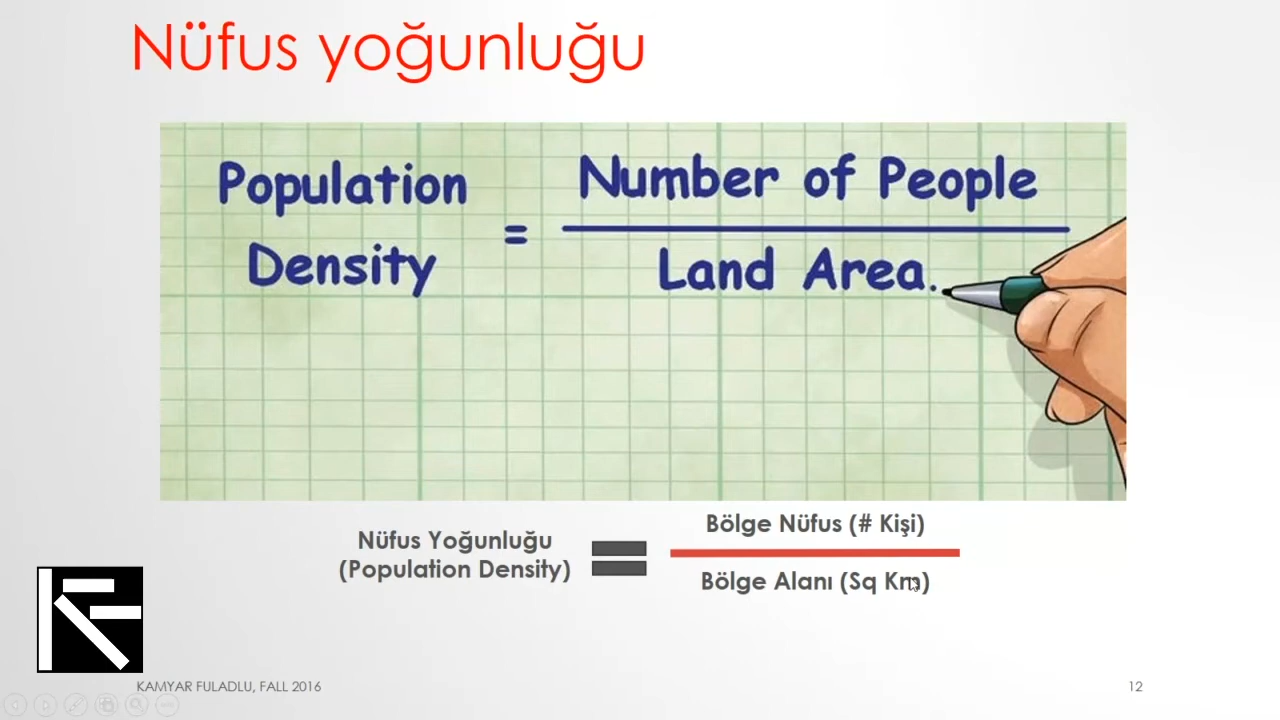 Nüfus yoğunluğu
Population
Density
=
Number of People
Land Area.
Nüfus Yoğunluğu
(Population Density)
Bölge Nüfus (# Kişi)
Bölge Alanı (Sq Km)
KAMYAR FULADLU, FALL 2016
12